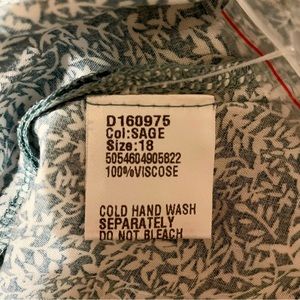 D160975
Col:SAGE
Size:18
5054604905822
100%VISCOSE
COLD HAND WASH
SEPARATELY
DO NOT BLEACH